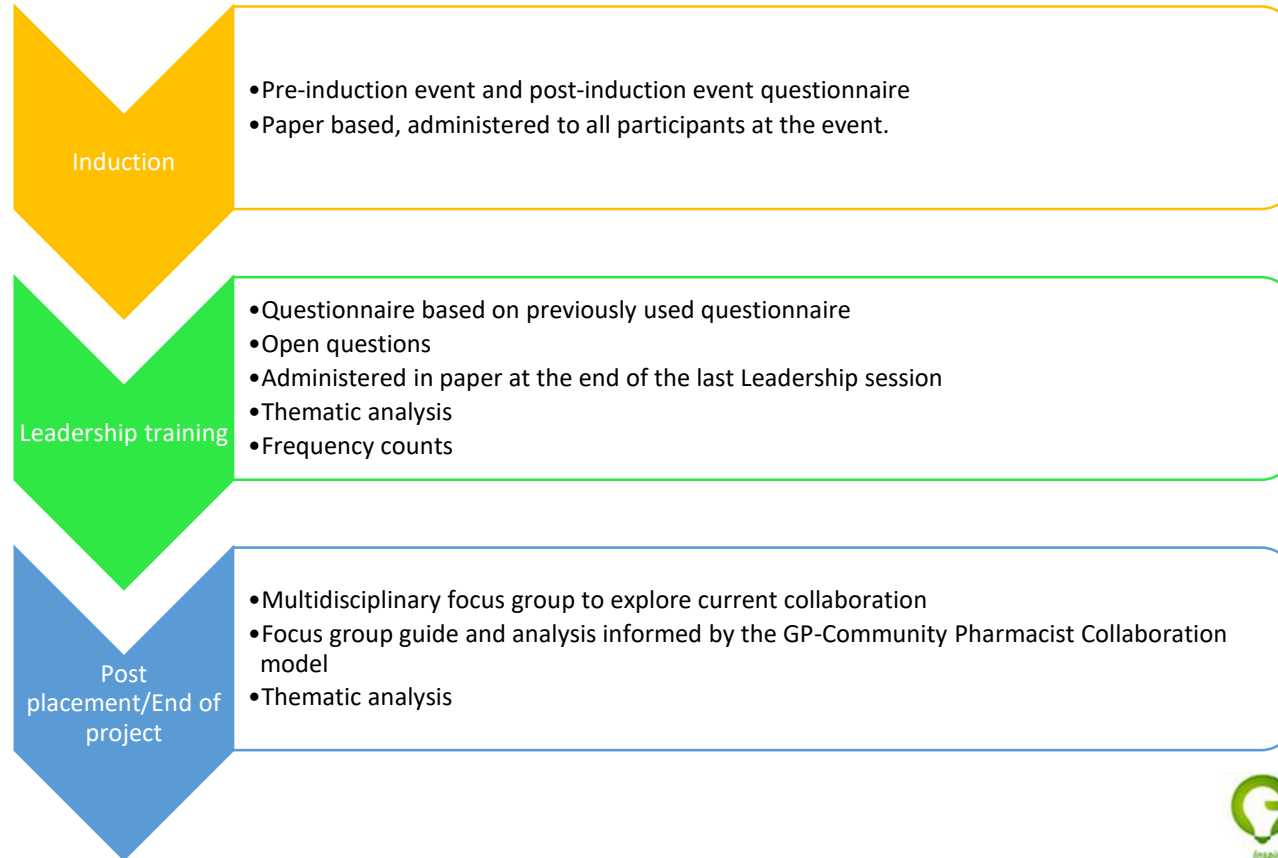 Induction
•Pre-induction event and post-induction event questionnaire
•Paper based, administered to all participants at the event.
Leadership training
•Questionnaire based on previously used questionnaire
•Open questions
•Administered in paper at the end of the last Leadership session
•Thematic analysis
•Frequency counts
Post
placement/End of
project
•Multidisciplinary focus group to explore current collaboration
•Focus group guide and analysis informed by the GP-Community Pharmacist Collaboration
model
•Thematic analysis